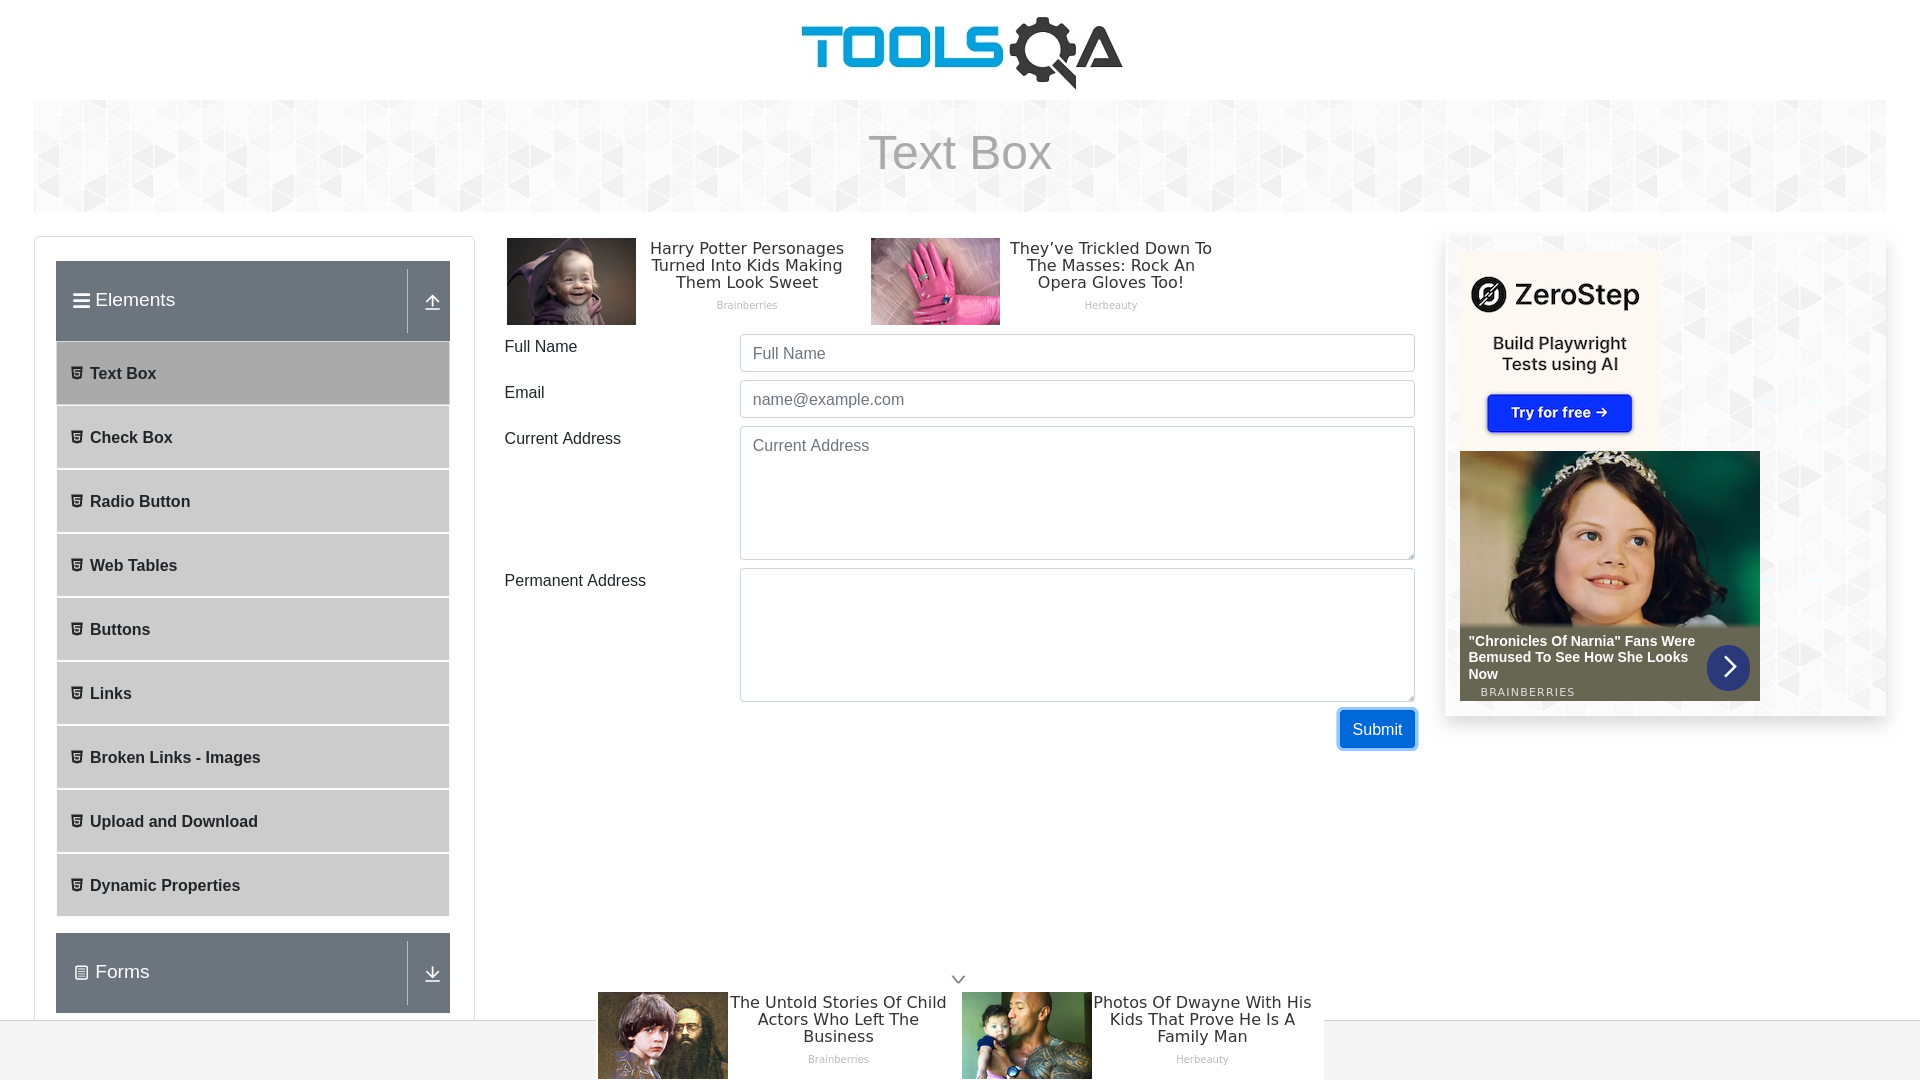 TOOLSQA
Text Box
Elements
Text Box
Check Box
Radio Button
Web Tables
Buttons
Links
Broken Links - Images
Upload and Download
Dynamic Properties
Forms
Harry Potter Personages
Turned Into Kids Making
Them Look Sweet
Brainberries
They’ve Trickled Down To
The Masses: Rock An
Opera Gloves Too!
Herbeauty
Full Name
Full Name
Email
name@example.com
Current Address
Current Address
Permanent Address
Submit
ZeroStep
Build Playwright
Tests using AI
Try for free →
"Chronicles Of Narnia" Fans Were
Bemused To See How She Looks
Now
BRAINBERRIES
The Untold Stories Of Child
Actors Who Left The
Business
Brainberries
Photos Of Dwayne With His
Kids That Prove He Is A
Family Man
Herbeauty